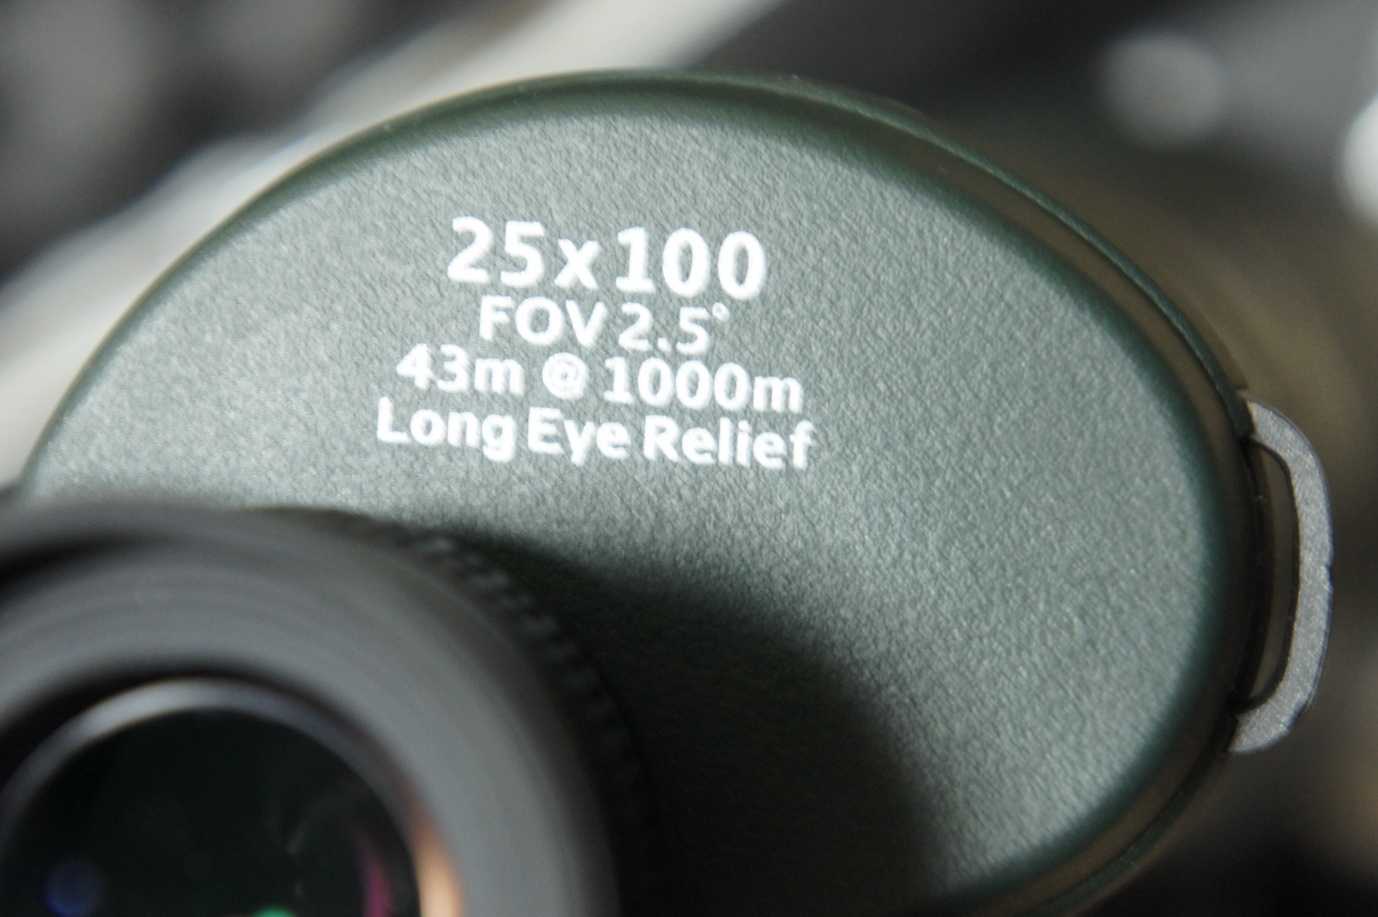 25x100
FOV 2.5°
43m @ 1000m
Long Eye Relief